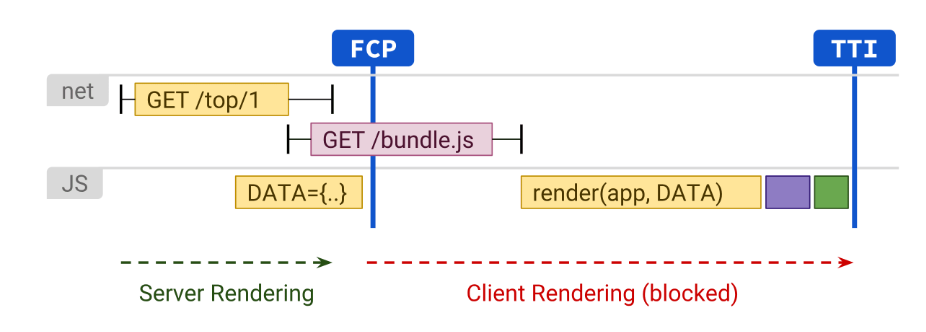 FCP
TTI
net
GET /top/1
GET /bundle.js
JS
DATA={..}
render(app, DATA)
Server Rendering
Client Rendering (blocked)